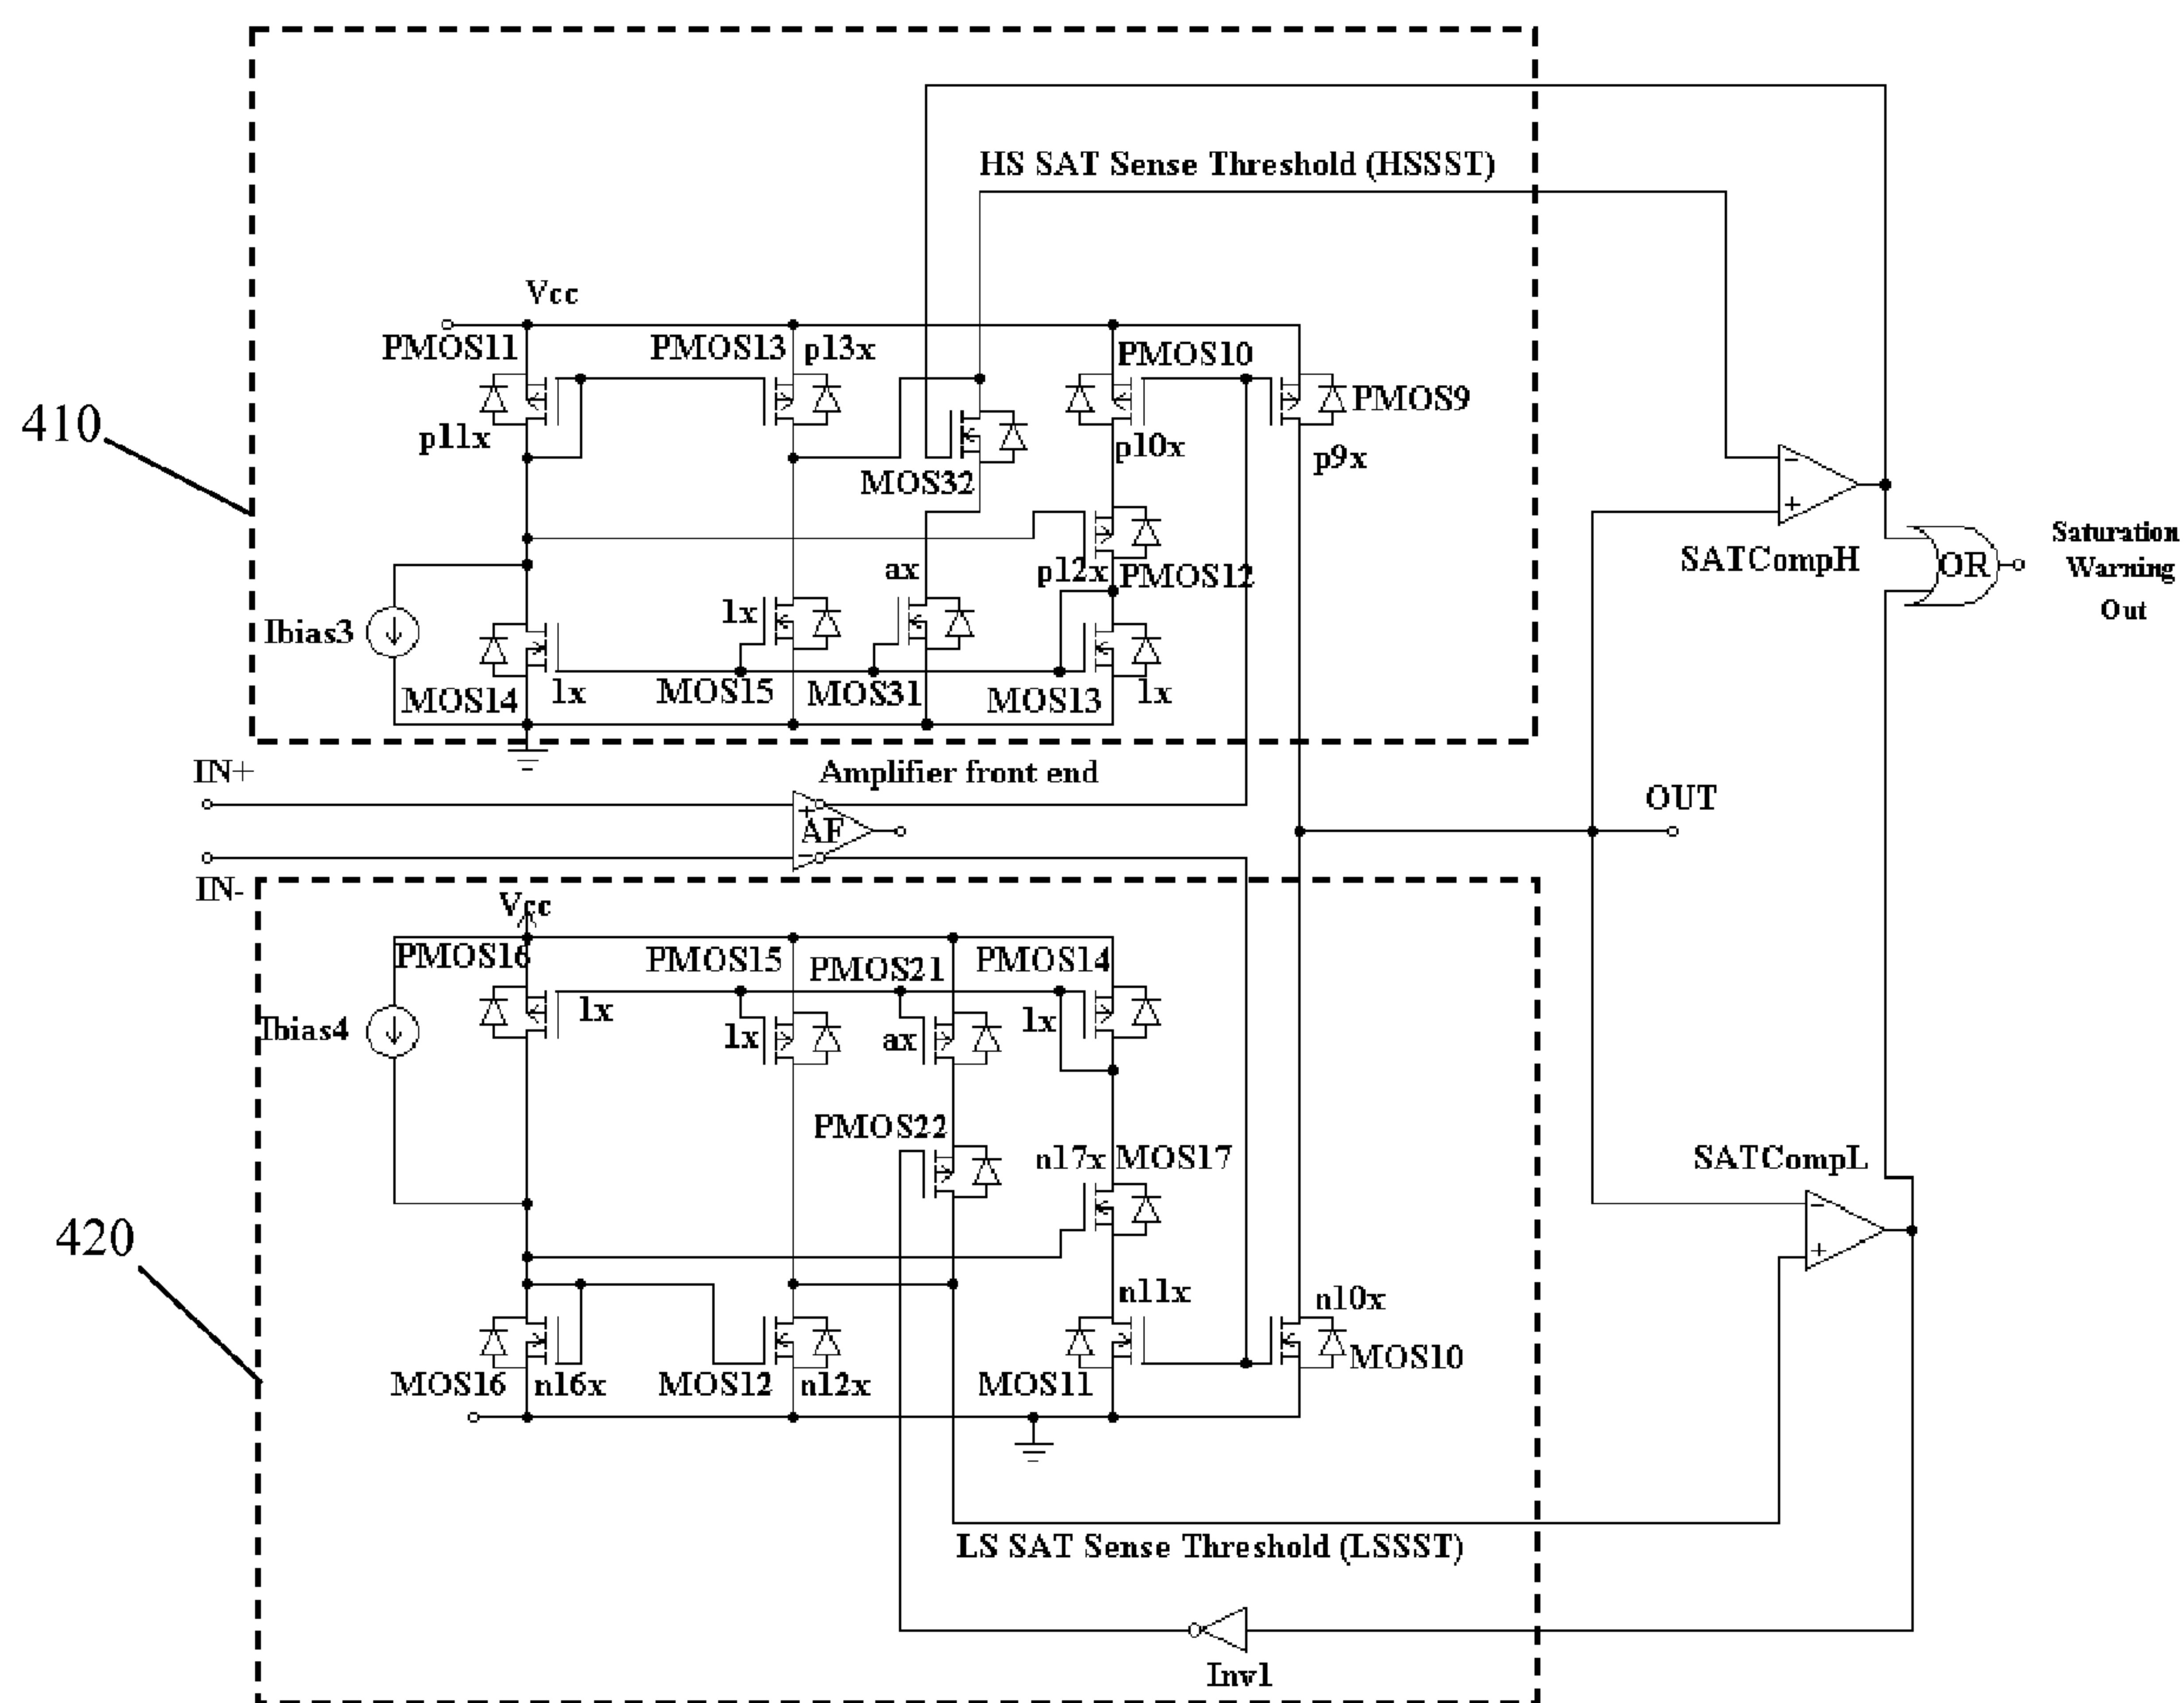 HS SAT Sense Threshold (HSSST)
Vcc
PMOS11
PMOS13
p13x
PMOS10
PMOS9
410
p11x
p10x
p9x
MOS32
SATCompH
OR
Saturation
Warning
Out
ax
p12x
PMOS12
Ibias3
1x
MOS14
1x
MOS15
MOS31
MOS13
1x
IN+
Amplifier front end
OUT
+
AF
-
IN-
Vcc
PMOS16
PMOS15
PMOS21
PMOS14
Ibias4
1x
1x
ax
1x
PMOS22
n17x
MOS17
SATCompL
420
n11x
n10x
MOS10
MOS16
n16x
MOS12
n12x
MOS11
-
+
-
+
LS SAT Sense Threshold (LSSST)
Inv1